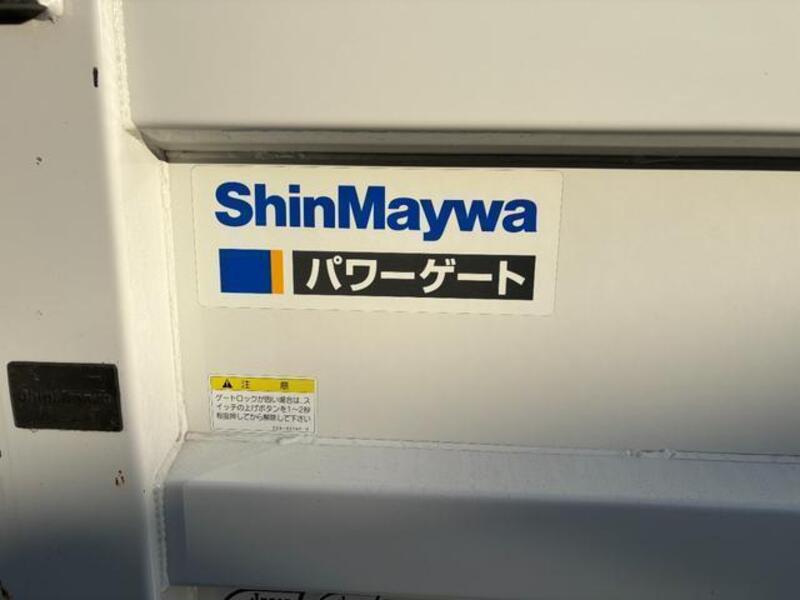 ShinMaywa
パワーゲート
注 意
ゲートロックが固い場合は、ス
イッチの上げボタンを1～2秒
程度押してから解除して下さい
ShinMaywa